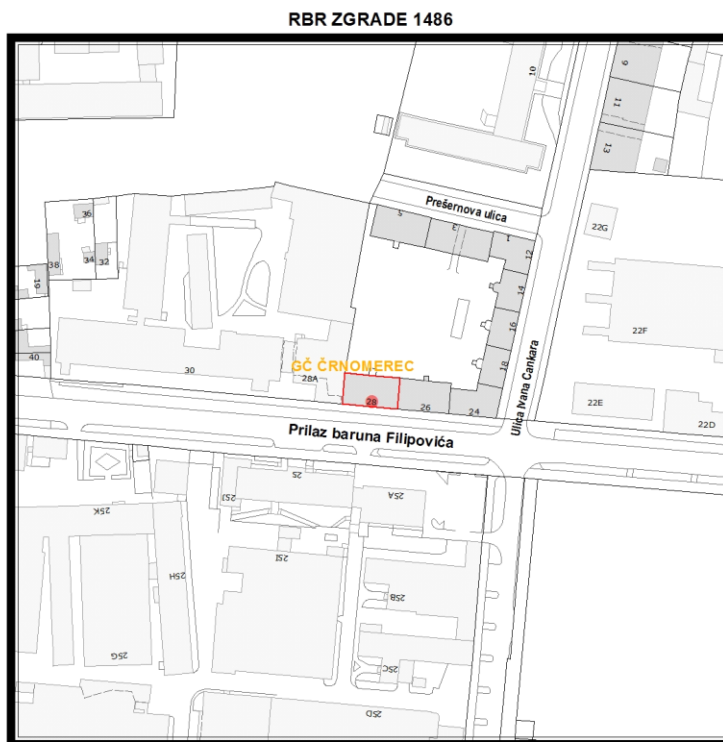 RBR ZGRADE 1486
9
10
11
13
Prešernova ulica
36
5
3
1
12
22G
38
34
32
14
19
16
22F
40
18
30
GČ ČRNOMEREC
28A
Ulica Ivana Cankara
28
26
24
22E
22D
Prilaz baruna Filipovića
25J
25
25A
25K
25I
25H
25B
25G
25C
25D